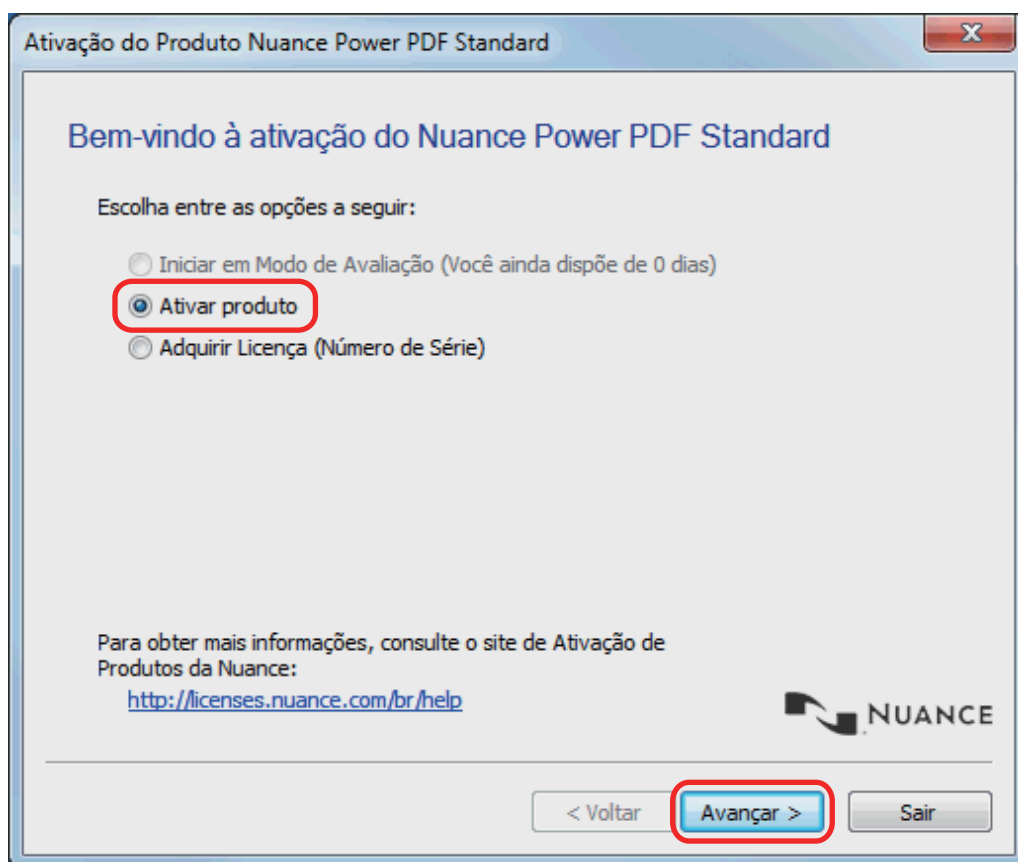 Ativação do Produto Nuance Power PDF Standard
Bem-vindo à ativação do Nuance Power PDF Standard
Escolha entre as opções a seguir:
Iniciar em Modo de Avaliação (Você ainda dispõe de 0 dias)
Ativar produto
Adquirir Licença (Número de Série)
Para obter mais informações, consulte o site de Ativação de
Produtos da Nuance:
http://licenses.nuance.com/br/help
NUANCE
< Voltar Avançar > Sair